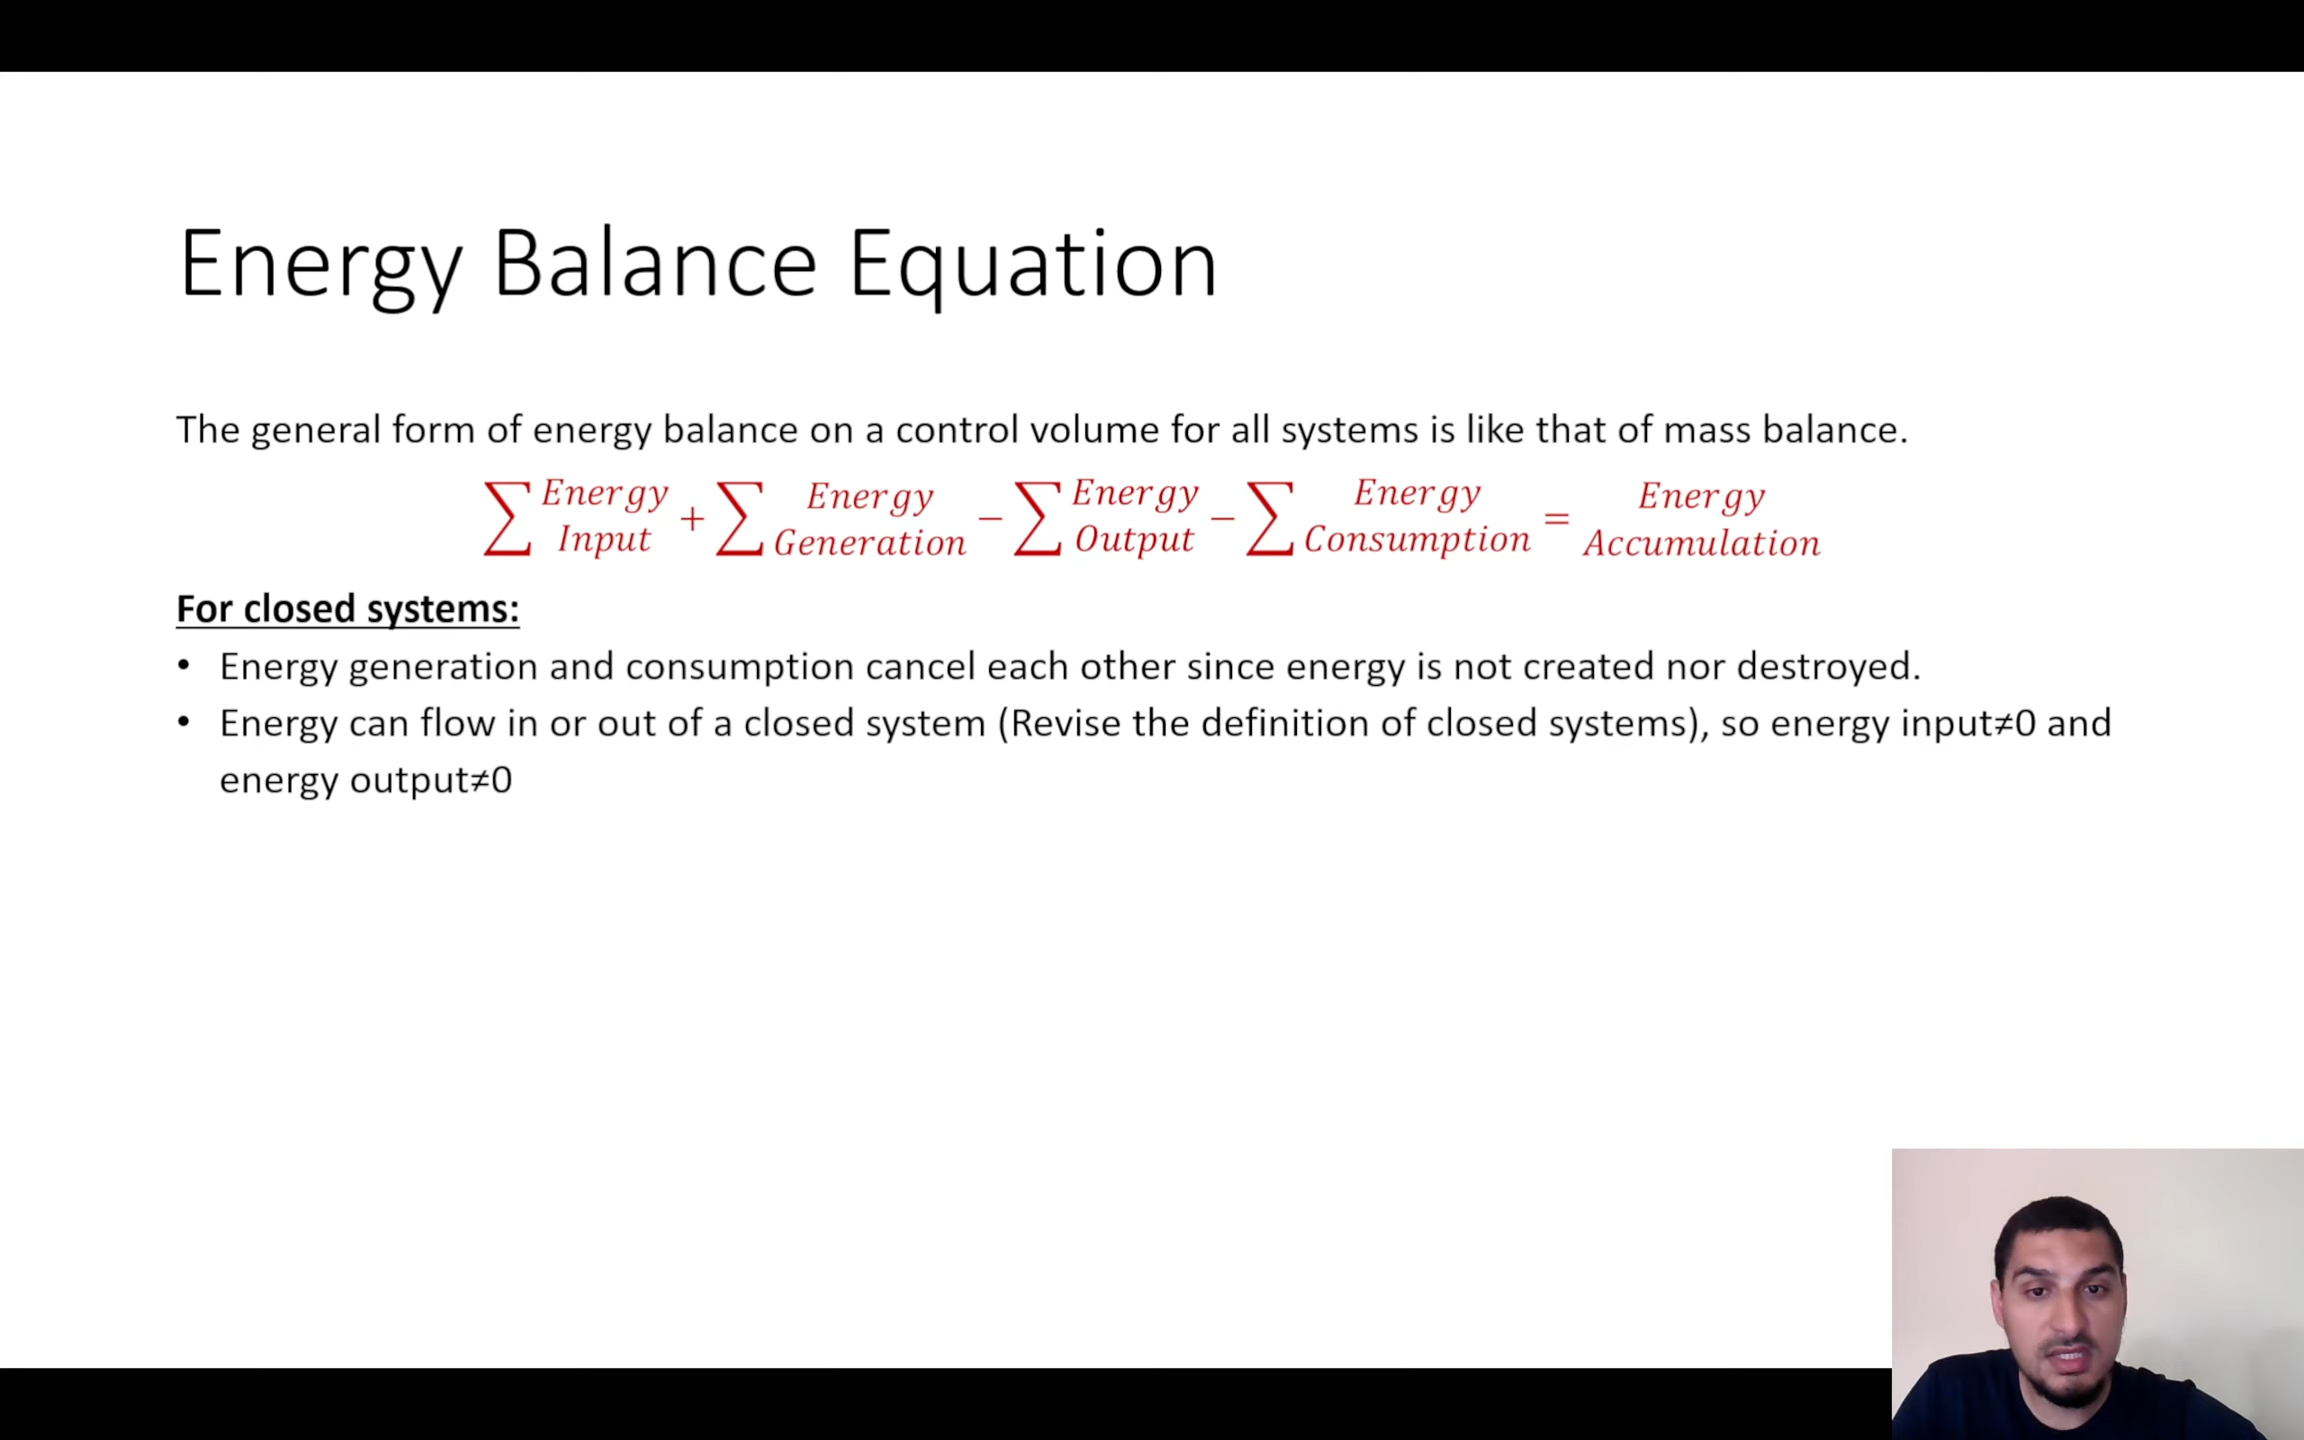 Energy Balance Equation
The general form of energy balance on a control volume for all systems is like that of mass balance.
∑ Energy Input + ∑ Energy Generation − ∑ Energy Output − ∑ Energy Consumption = Energy Accumulation
For closed systems:
• Energy generation and consumption cancel each other since energy is not created nor destroyed.
• Energy can flow in or out of a closed system (Revise the definition of closed systems), so energy input≠0 and
energy output≠0